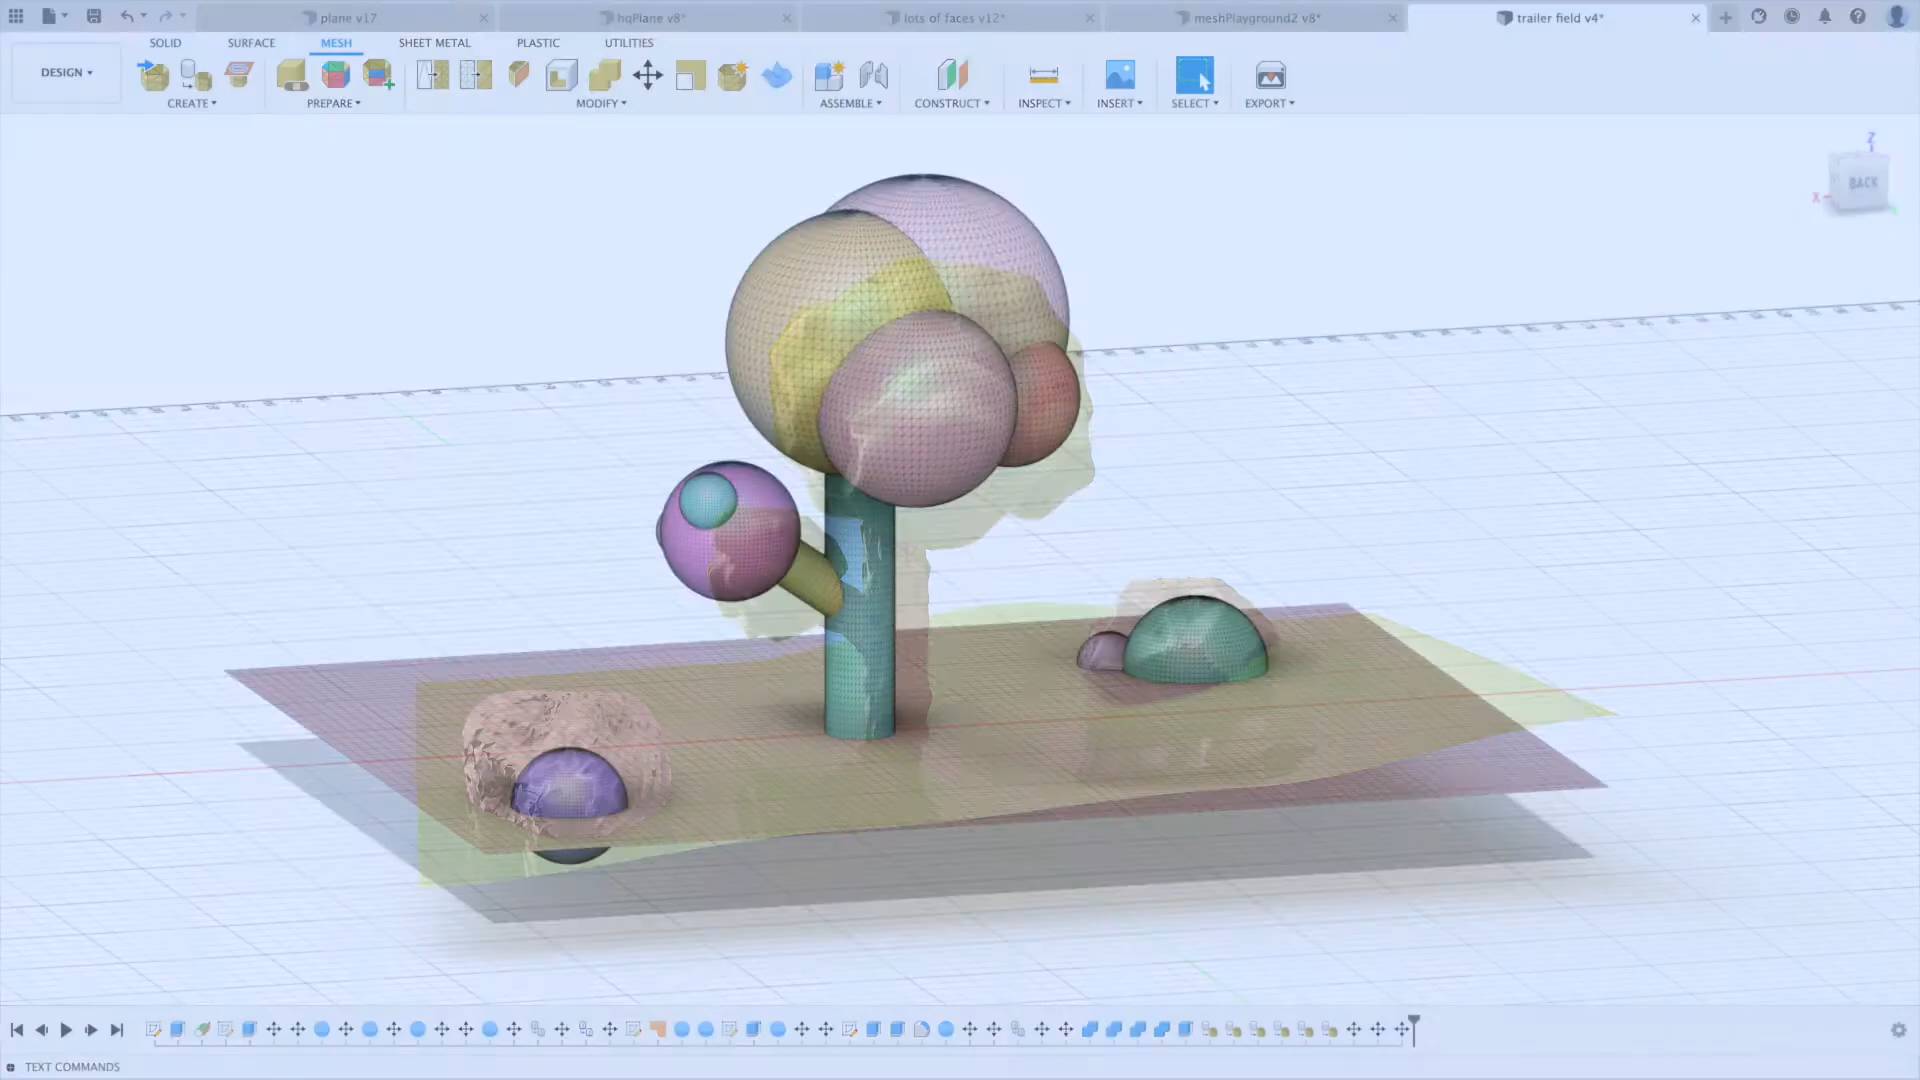 plane v17
hqPlane v8*
lots of faces v12*
meshPlayground2 v8*
trailer field v4*
SOLID
SURFACE
MESH
SHEET METAL
PLASTIC
UTILITIES
DESIGN
CREATE
PREPARE
MODIFY
ASSEMBLE
CONSTRUCT
INSPECT
INSERT
SELECT
EXPORT
Z
BACK
X
TEXT COMMANDS